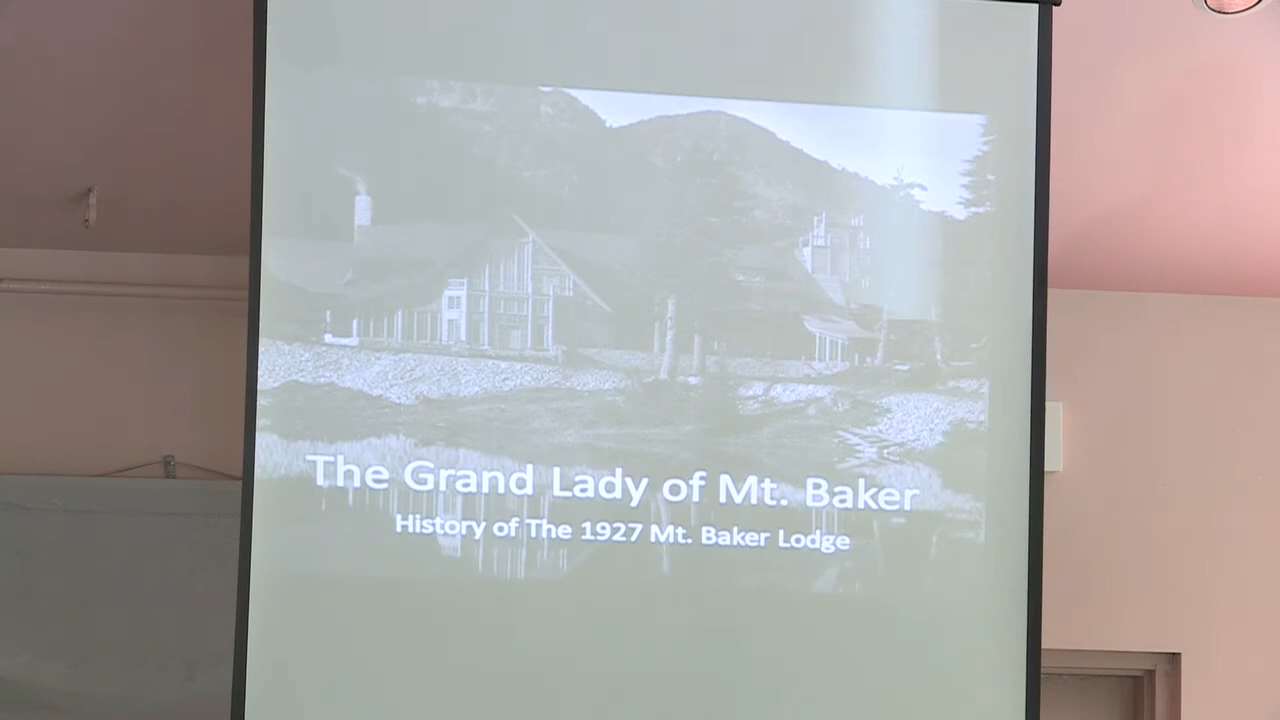 The Grand Lady of Mt. Baker
History of The 1927 Mt. Baker Lodge